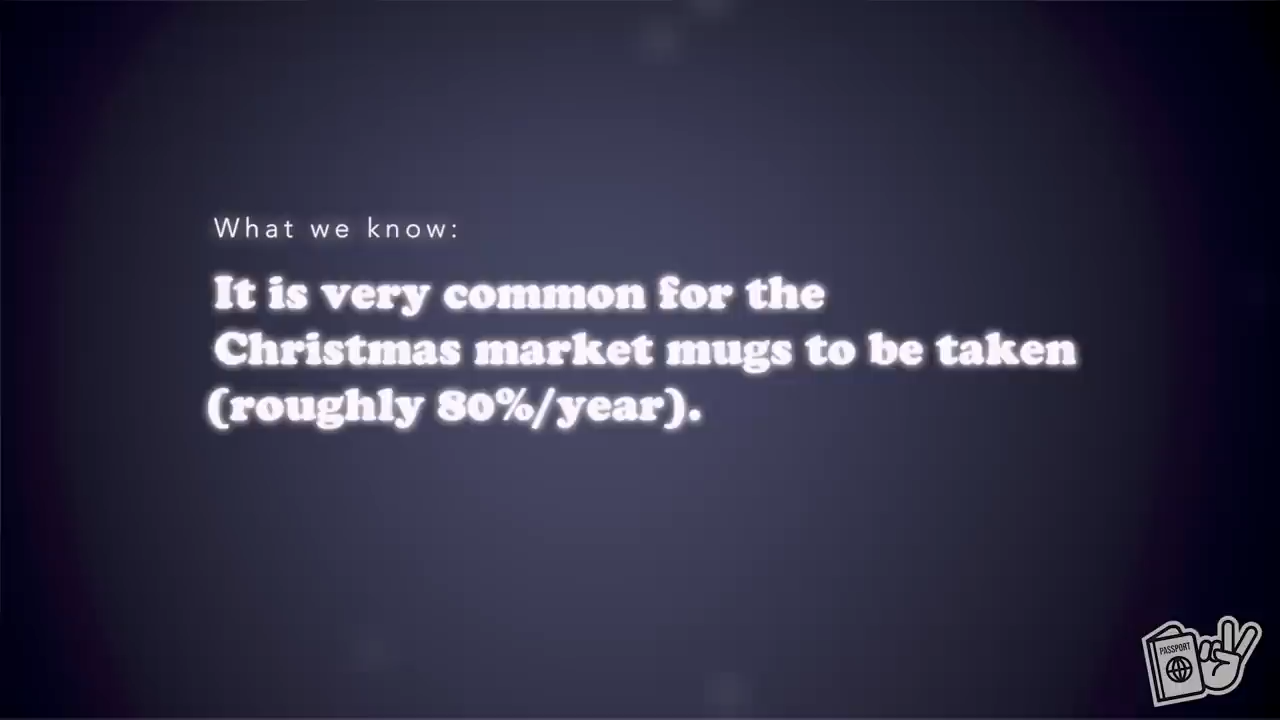 What we know:
It is very common for the
Christmas market mugs to be taken
(roughly 80%/year).
PASSPORT